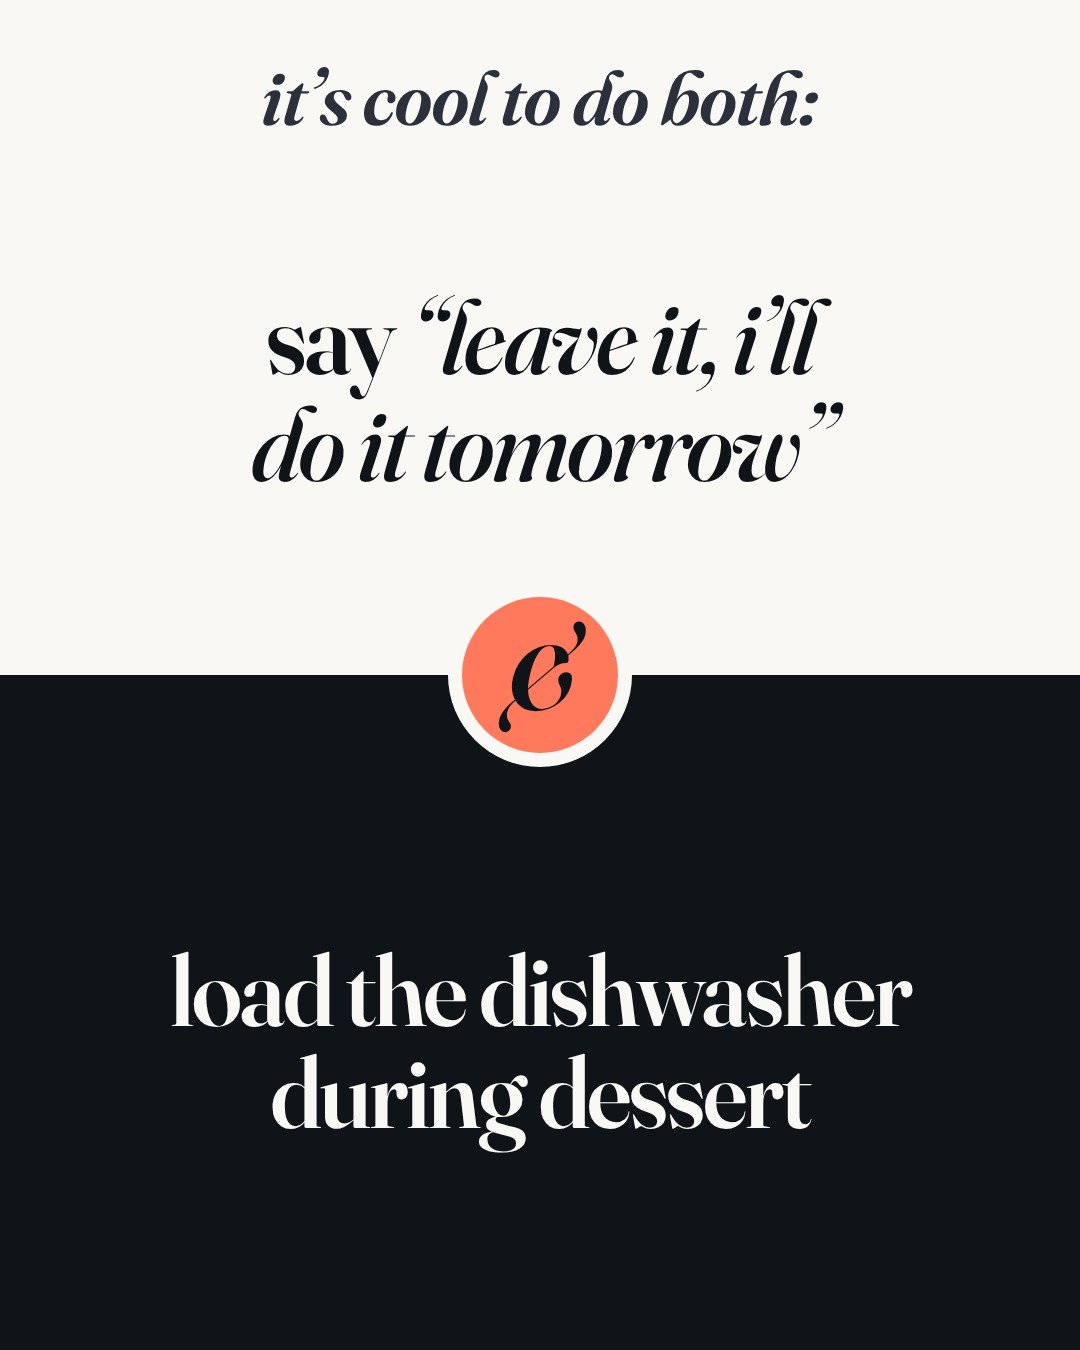 it’s cool to do both:
say “leave it, i’ll
do it tomorrow”
&
load the dishwasher
during dessert